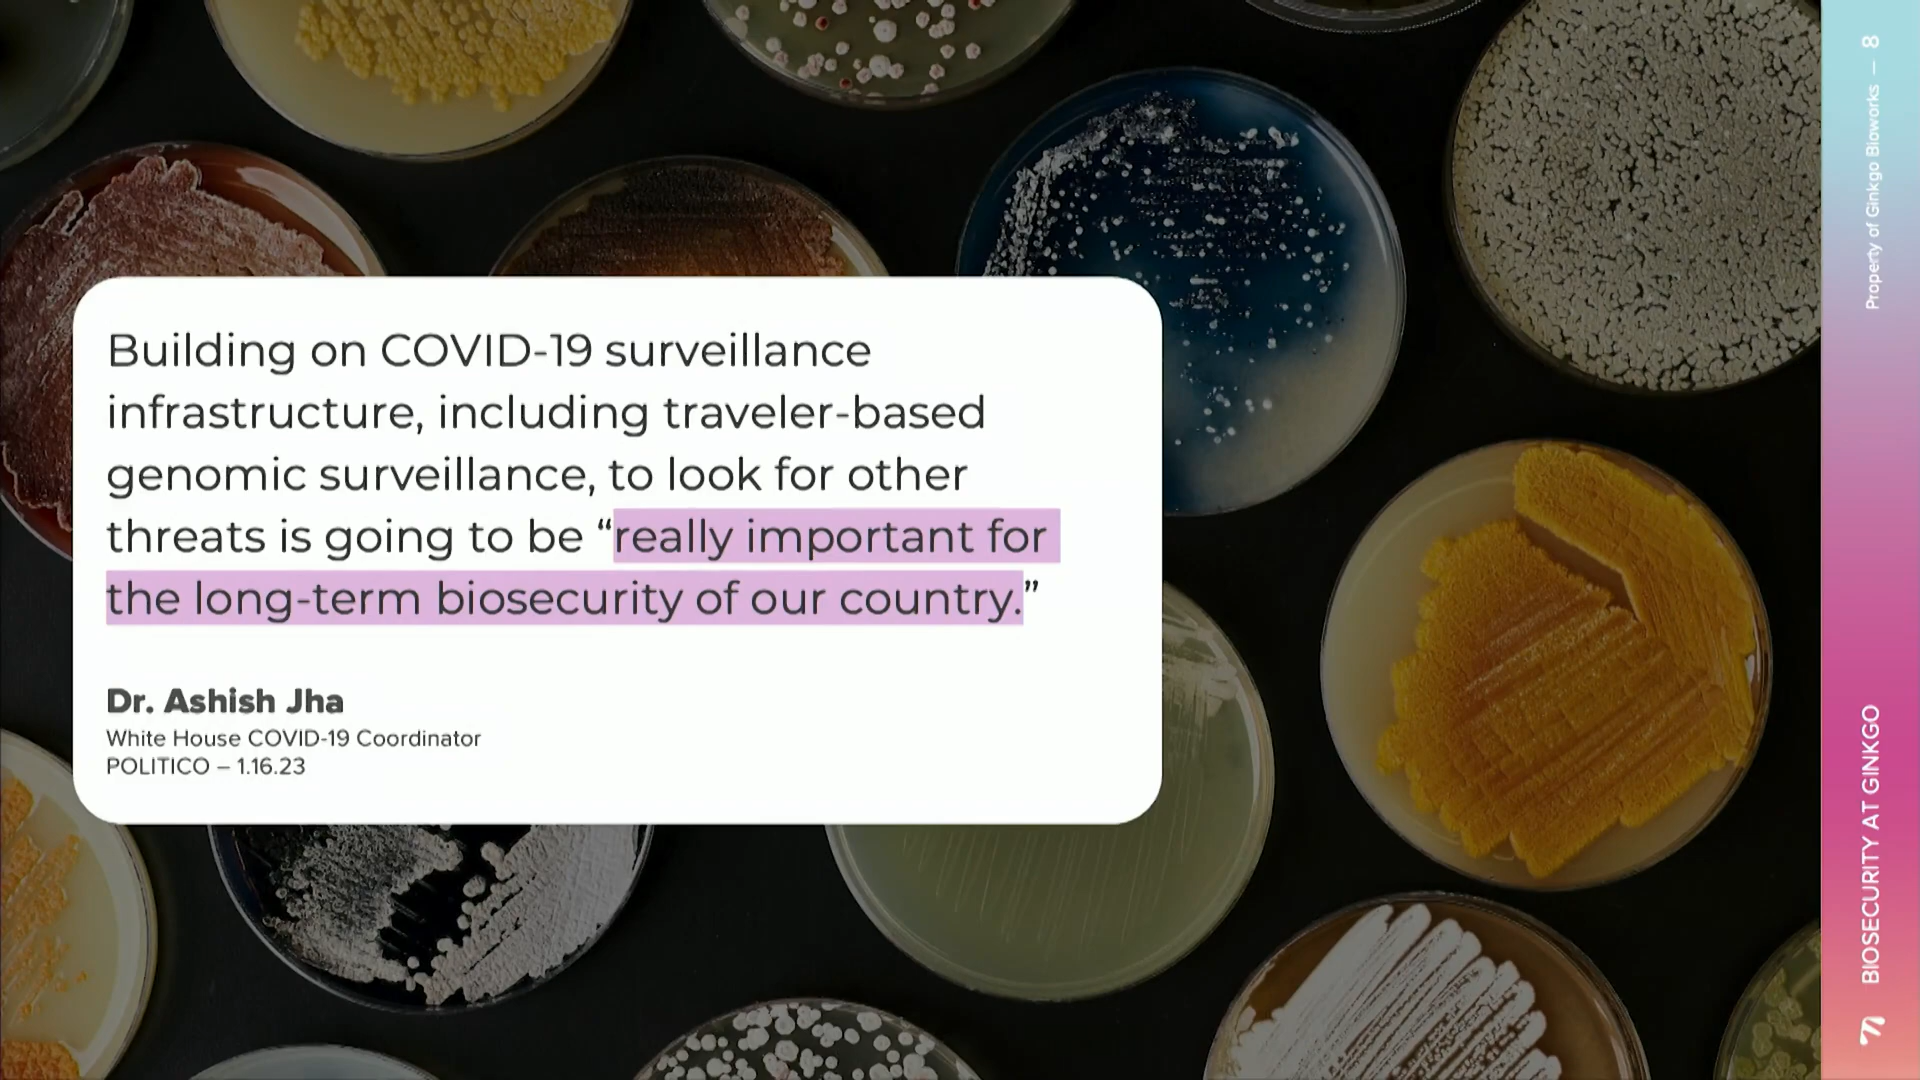 Building on COVID-19 surveillance
infrastructure, including traveler-based
genomic surveillance, to look for other
threats is going to be “really important for
the long-term biosecurity of our country.”
Dr. Ashish Jha
White House COVID-19 Coordinator
POLITICO – 1.16.23
Property of Ginkgo Bioworks — 8
BIOSECURITY AT GINKGO